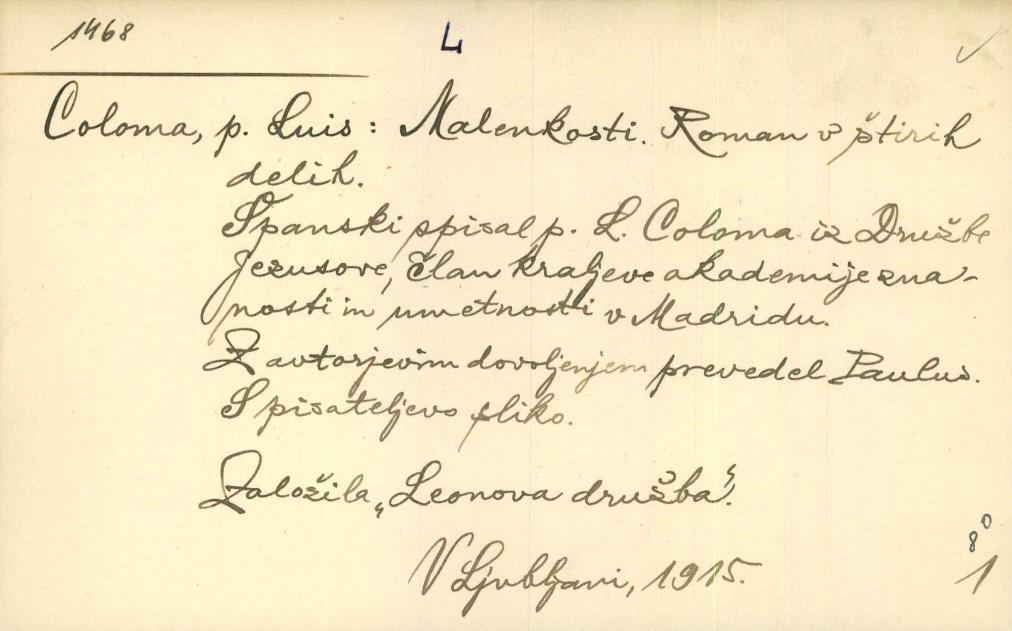 1468
L
Coloma, p. Luis: Malenkosti. Roman v štirih
delih.
Španski spisal p. L. Coloma iz Družbe
Jezusove, član kraljeve akademije zna-
nosti in umetnosti v Madridu.
Z avtorjevim dovoljenjem prevedel Paulus.
S pisateljevo sliko.
Založila „Leonova družba“.
V Ljubljani, 1915.
8°
1